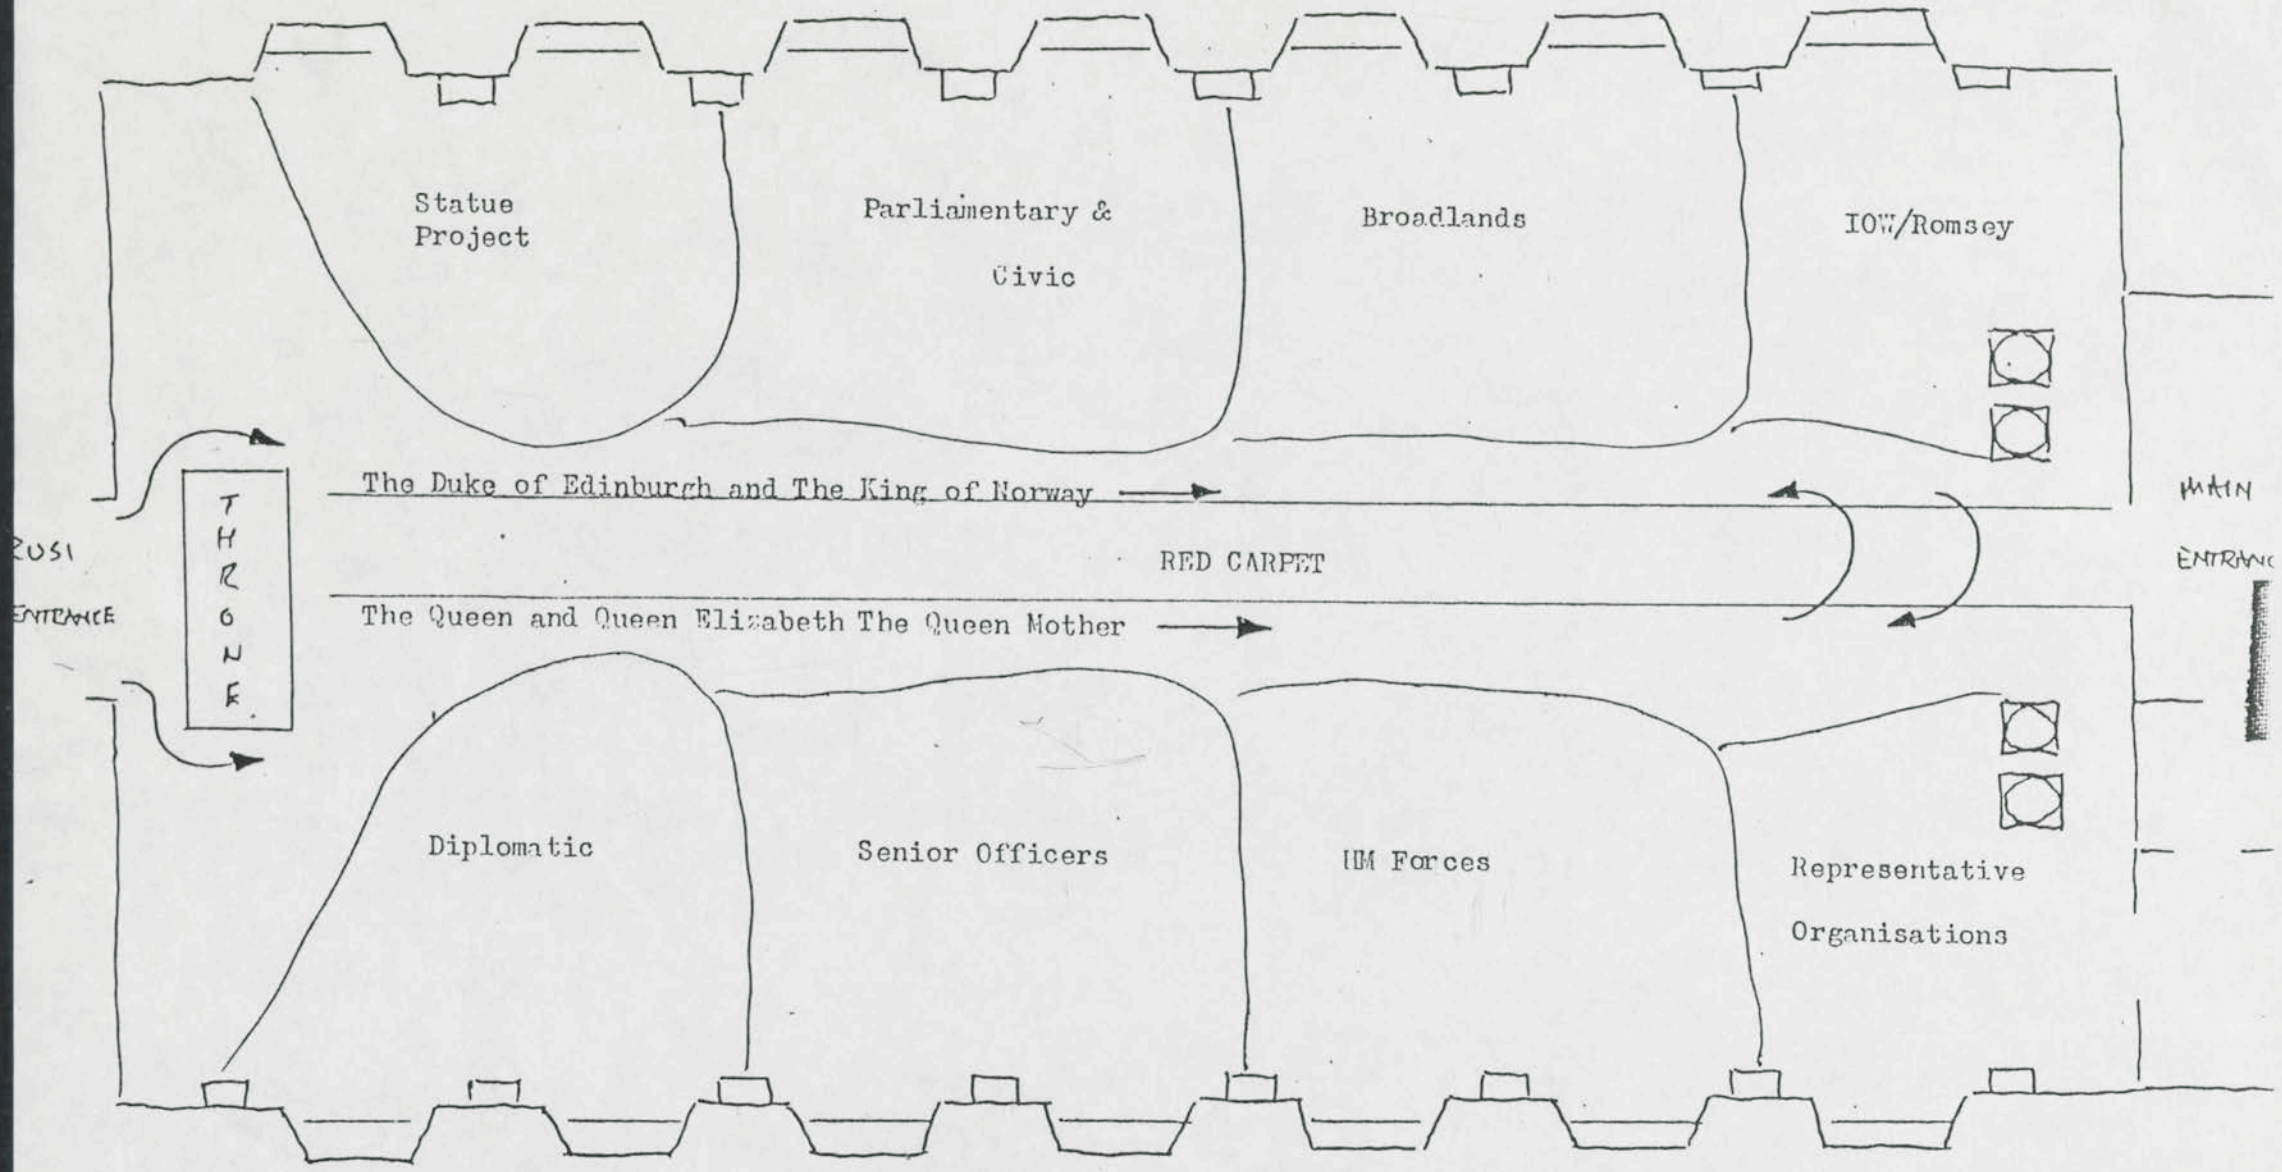 Statue
Project
Parliamentary &
Civic
Broadlands
IOW/Romsey
The Duke of Edinburgh and The King of Norway
RED CARPET
The Queen and Queen Elizabeth The Queen Mother
THRONE
RUSI
ENTRANCE
MAIN
ENTRANC
Diplomatic
Senior Officers
HM Forces
Representative
Organisations